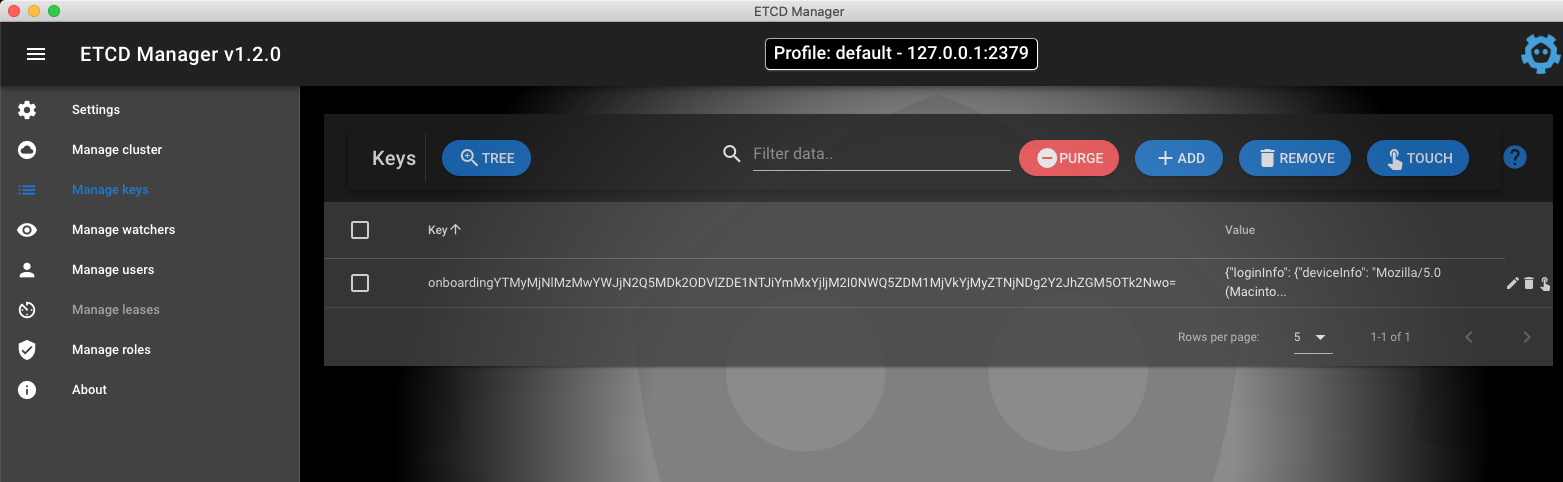 ETCD Manager
ETCD Manager v1.2.0
Profile: default - 127.0.0.1:2379
Settings
Manage cluster
Manage keys
Manage watchers
Manage users
Manage leases
Manage roles
About
Keys
TREE
Filter data..
PURGE
ADD
REMOVE
TOUCH
Key
Value
onboardingYTMyMjNlMzMwYWJjN2Q5MDk2ODVlZDE1NTJiYmMxYjljM2I0NWQ5ZDM1MjVkYjMyZTNjNDg2Y2JhZGM5OTk2Nwo=
{"loginInfo": {"deviceInfo": "Mozilla/5.0
(Macinto...
Rows per page:
5
1-1 of 1